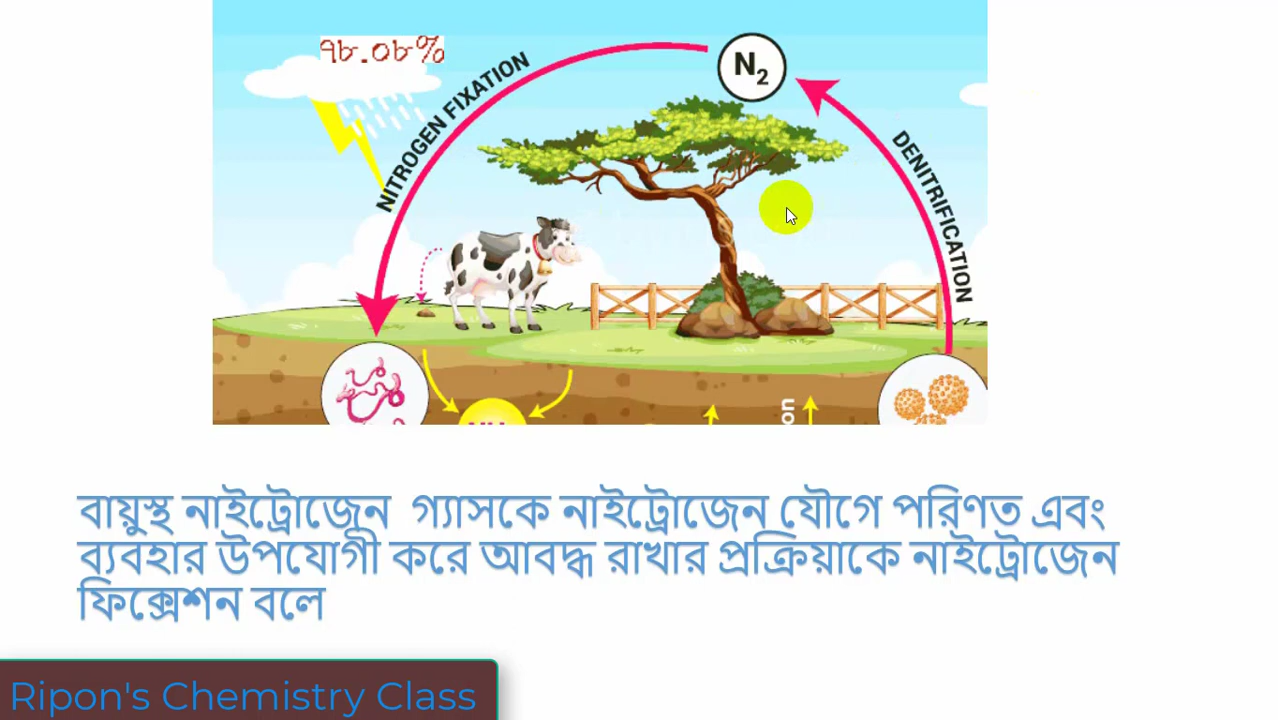 ৭৮.০৮%
N2
NITROGEN FIXATION
DENITRIFICATION
on
বায়ুস্থ নাইট্রোজেন গ্যাসকে নাইট্রোজেন যৌগে পরিণত এবং
ব্যবহার উপযোগী করে আবদ্ধ রাখার প্রক্রিয়াকে নাইট্রোজেন
ফিক্সেশন বলে
Ripon's Chemistry Class